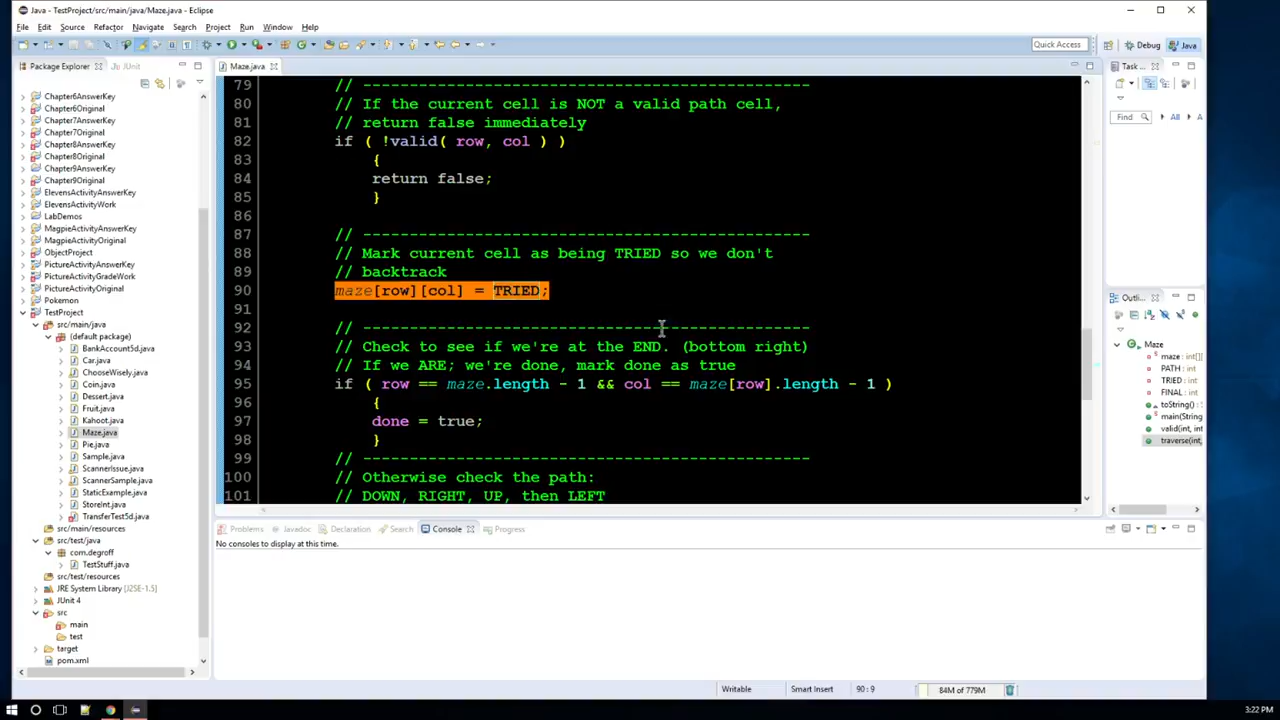 Java - TestProject/src/main/java/Maze.java - Eclipse
File Edit Source Refactor Navigate Search Project Run Window Help
Quick Access
Debug
Java
Package Explorer
JUnit
Maze.java
Task
Chapter6AnswerKey
Chapter6Original
Chapter7AnswerKey
Chapter7Original
Chapter8AnswerKey
Chapter8Original
Chapter9AnswerKey
Chapter9Original
ElevensActivityAnswerKey
ElevensActivityWork
LabDemos
MagpieActivityAnswerKey
MagpieActivityOriginal
ObjectProject
PictureActivityAnswerKey
PictureActivityGradeWork
PictureActivityOriginal
Pokemon
TestProject
src/main/java
(default package)
BankAccount5d.java
Car.java
ChooseWisely.java
Coin.java
Dessert.java
Fruit.java
Kahoot.java
Maze.java
Pie.java
Sample.java
ScannerIssue.java
ScannerSample.java
StaticExample.java
StoreInt.java
TransferTest5d.java
src/main/resources
src/test/java
com.degroff
TestStuff.java
src/test/resources
JRE System Library [J2SE-1.5]
JUnit 4
src
main
test
target
pom.xml
79 // -------------------------------------------------
80 // If the current cell is NOT a valid path cell,
81 // return false immediately
82 if ( !valid( row, col ) )
83 {
84 return false;
85 }
86
87 // -------------------------------------------------
88 // Mark current cell as being TRIED so we don't
89 // backtrack
90 maze[row][col] = TRIED;
91
92 // -------------------------------------------------
93 // Check to see if we're at the END. (bottom right)
94 // If we ARE; we're done, mark done as true
95 if ( row == maze.length - 1 && col == maze[row].length - 1 )
96 {
97 done = true;
98 }
99 // -------------------------------------------------
100 // Otherwise check the path:
101 // DOWN, RIGHT, UP, then LEFT
Find
All
A
Outli
Maze
maze : int[][]
PATH :
TRIED :
FINAL :
toString() :
main(String
valid(int, int
traverse(int,
Problems Javadoc Declaration Search Console Progress
No consoles to display at this time.
Writable
Smart Insert
90 : 9
84M of 779M
3:22 PM